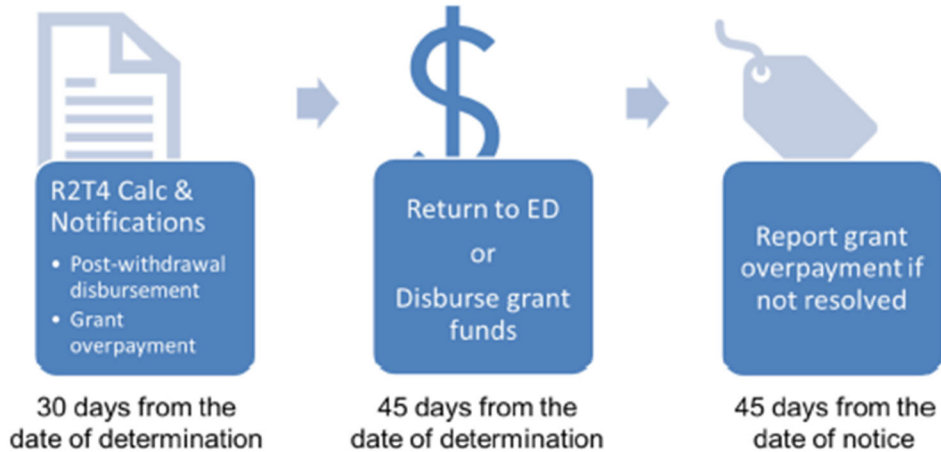 R2T4 Calc &
Notifications
• Post-withdrawal
disbursement
• Grant
overpayment
30 days from the
date of determination
Return to ED
or
Disburse grant
funds
45 days from the
date of determination
Report grant
overpayment if
not resolved
45 days from the
date of notice